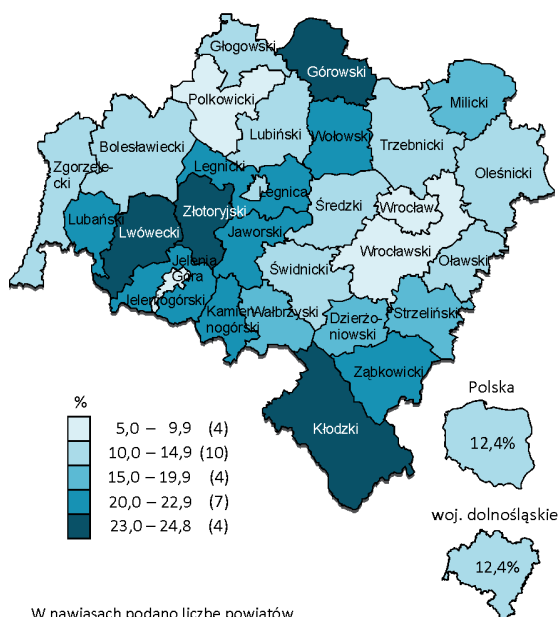 Głogowski
Górowski
Polkowicki
Milicki
Lubiński
Wołowski
Trzebnicki
Bolesławiecki
Zgorzele-
cki
Legnicki
Oleśnicki
Legnica
Lubański
Złotoryjski
Średzki
Wrocław
Lwówecki
Jaworski
Wrocławski
Oławski
Jelenia
Góra
Świdnicki
Jeleniogórski
Kamien-
nogórski
Wałbrzyski
Dzierżo-
niowski
Strzeliński
Ząbkowicki
Kłodzki
Polska
12,4%
woj. dolnośląskie
12,4%
%
5,0 – 9,9 (4)
10,0 – 14,9 (10)
15,0 – 19,9 (4)
20,0 – 22,9 (7)
23,0 – 24,8 (4)
W nawiasach podano liczbę powiatów